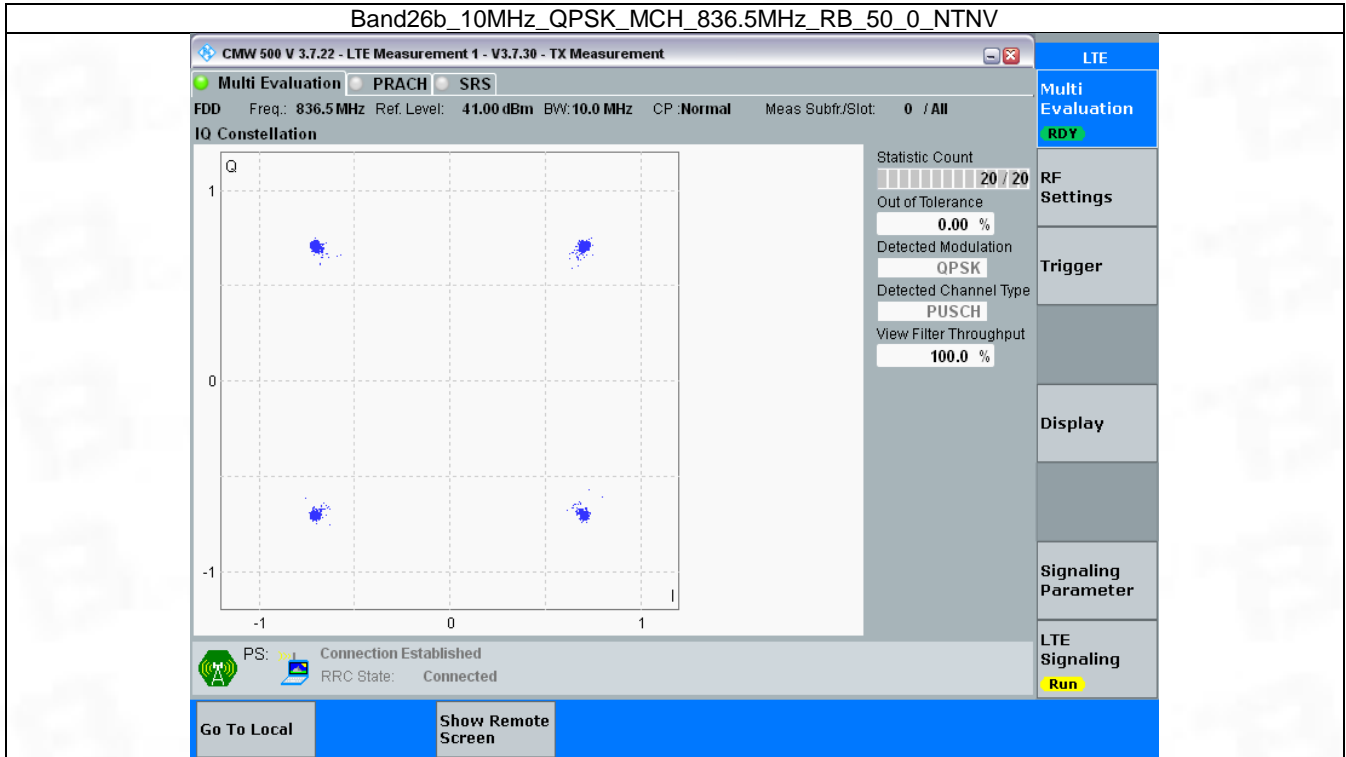 Band26b_10MHz_QPSK_MCH_836.5MHz_RB_50_0_NTNV
CMW 500 V 3.7.22 - LTE Measurement 1 - V3.7.30 - TX Measurement
LTE
Multi Evaluation PRACH SRS
Multi
Evaluation
RDY
FDD Freq.: 836.5 MHz Ref. Level: 41.00 dBm BW: 10.0 MHz CP :Normal Meas Subfr./Slot: 0 / All
IQ Constellation
Q
1
0
-1
I
-1 0 1
Statistic Count
20 / 20
Out of Tolerance
0.00 %
Detected Modulation
QPSK
Detected Channel Type
PUSCH
View Filter Throughput
100.0 %
RF
Settings
Trigger
Display
Signaling
Parameter
LTE
Signaling
Run
PS: Connection Established
RRC State: Connected
Go To Local
Show Remote
Screen